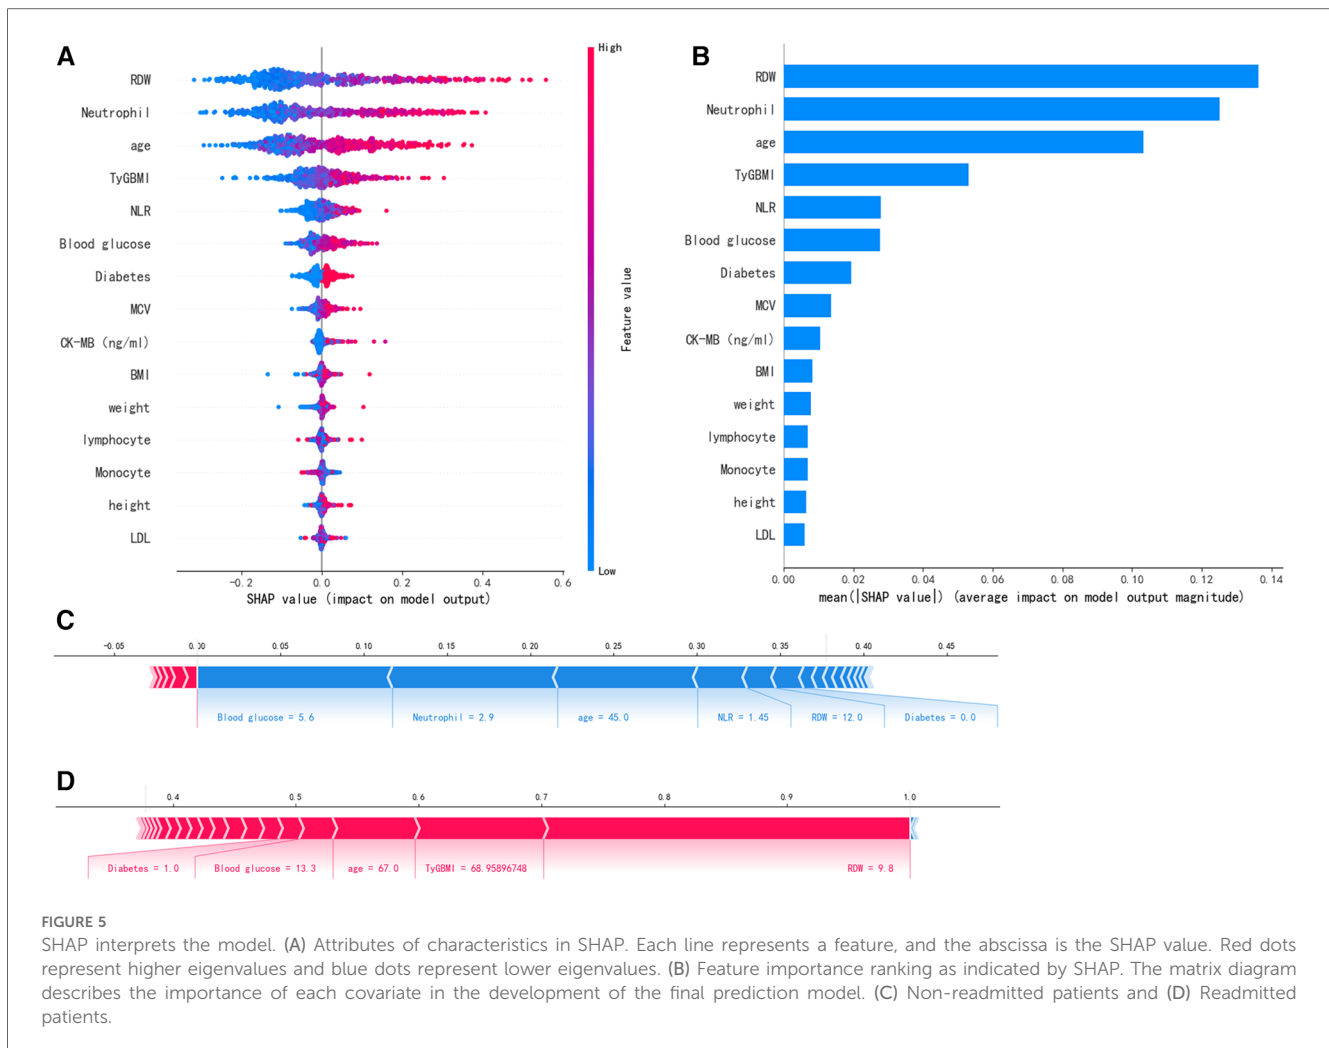 A
High
RDW
Neutrophil
age
TyGBMI
NLR
Blood glucose
Diabetes
MCV
CK-MB (ng/ml)
BMI
weight
lymphocyte
Monocyte
height
LDL
Feature value
Low
−0.2 0.0 0.2 0.4 0.6
SHAP value (impact on model output)
B
RDW
Neutrophil
age
TyGBMI
NLR
Blood glucose
Diabetes
MCV
CK-MB (ng/ml)
BMI
weight
lymphocyte
Monocyte
height
LDL
0.00 0.02 0.04 0.06 0.08 0.10 0.12 0.14
mean(|SHAP value|) (average impact on model output magnitude)
C
-0.05 0.00 0.05 0.10 0.15 0.20 0.25 0.30 0.35 0.40 0.45
Blood glucose = 5.6 Neutrophil = 2.9 age = 45.0 NLR = 1.45 RDW = 12.0 Diabetes = 0.0
D
0.4 0.5 0.6 0.7 0.8 0.9 1.0
Diabetes = 1.0 Blood glucose = 13.3 age = 67.0 TyGBMI = 68.95896748 RDW = 9.8
FIGURE 5
SHAP interprets the model. (A) Attributes of characteristics in SHAP. Each line represents a feature, and the abscissa is the SHAP value. Red dots
represent higher eigenvalues and blue dots represent lower eigenvalues. (B) Feature importance ranking as indicated by SHAP. The matrix diagram
describes the importance of each covariate in the development of the final prediction model. (C) Non-readmitted patients and (D) Readmitted
patients.